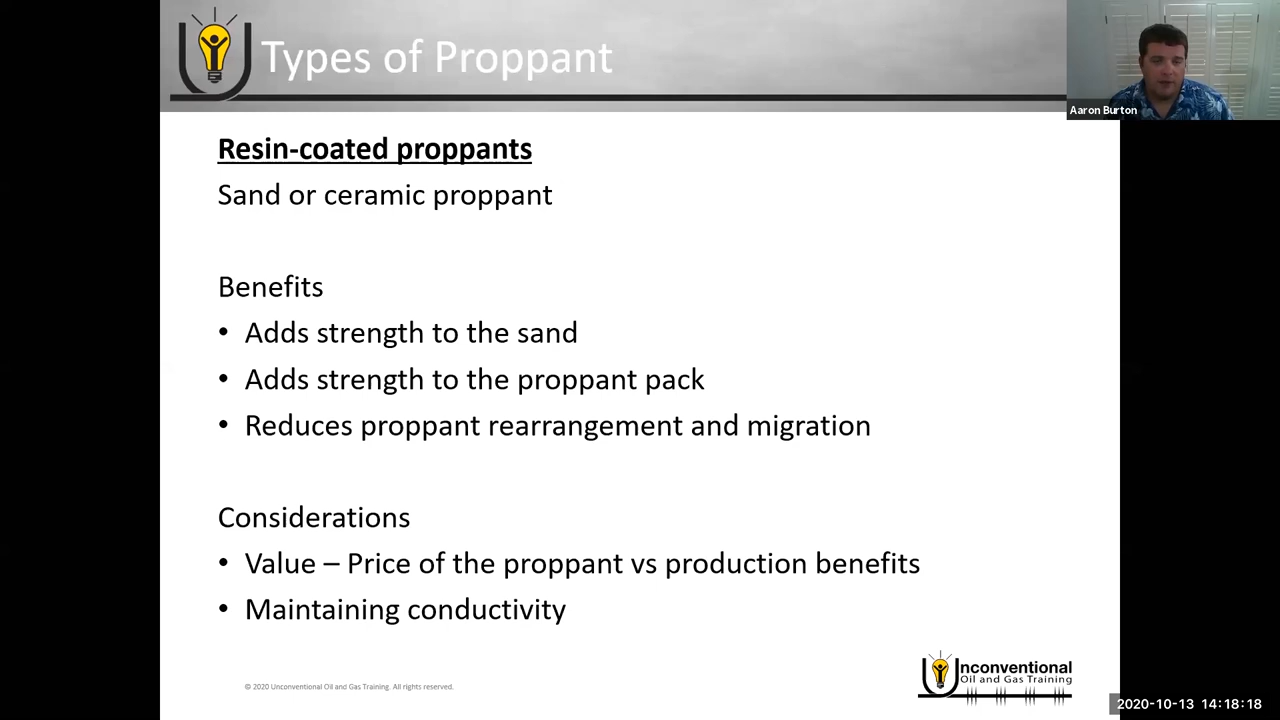 Types of Proppant
Aaron Burton
Resin-coated proppants
Sand or ceramic proppant
Benefits
• Adds strength to the sand
• Adds strength to the proppant pack
• Reduces proppant rearrangement and migration
Considerations
• Value – Price of the proppant vs production benefits
• Maintaining conductivity
© 2020 Unconventional Oil and Gas Training. All rights reserved.
Unconventional
Oil and Gas Training
2020-10-13 14:18:18